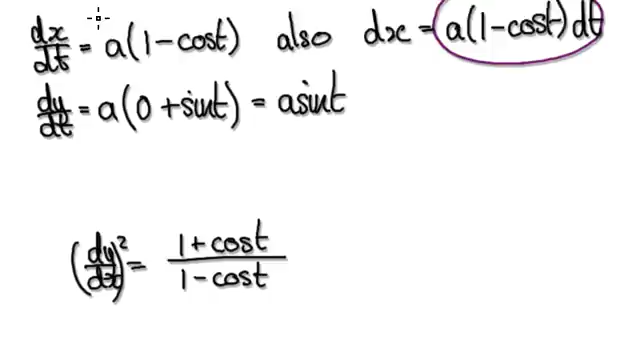 dx/dt = a(1-cost) also dx = a(1-cost)dt
dy/dt = a(0+sint) = asint
(dy/dx)² = 1+cost/1-cost